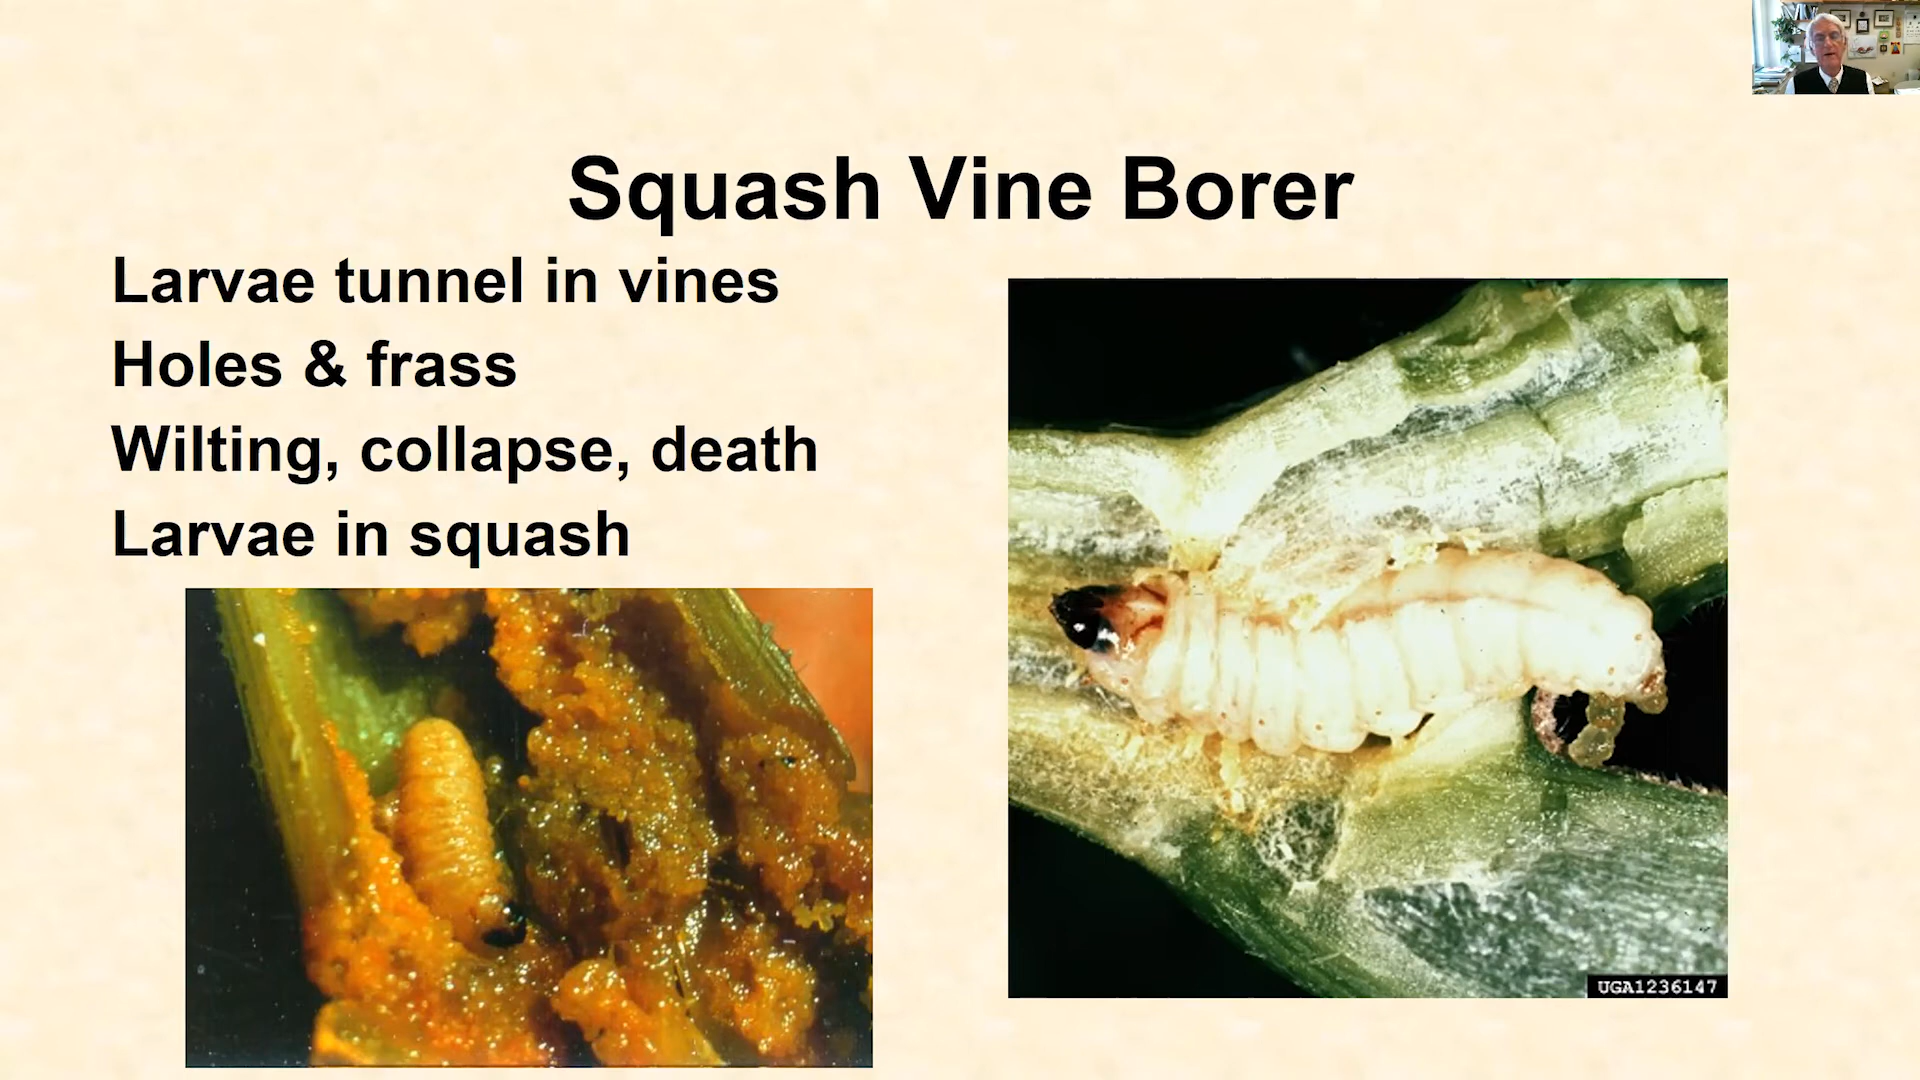 Squash Vine Borer
Larvae tunnel in vines
Holes & frass
Wilting, collapse, death
Larvae in squash
UGA1236147